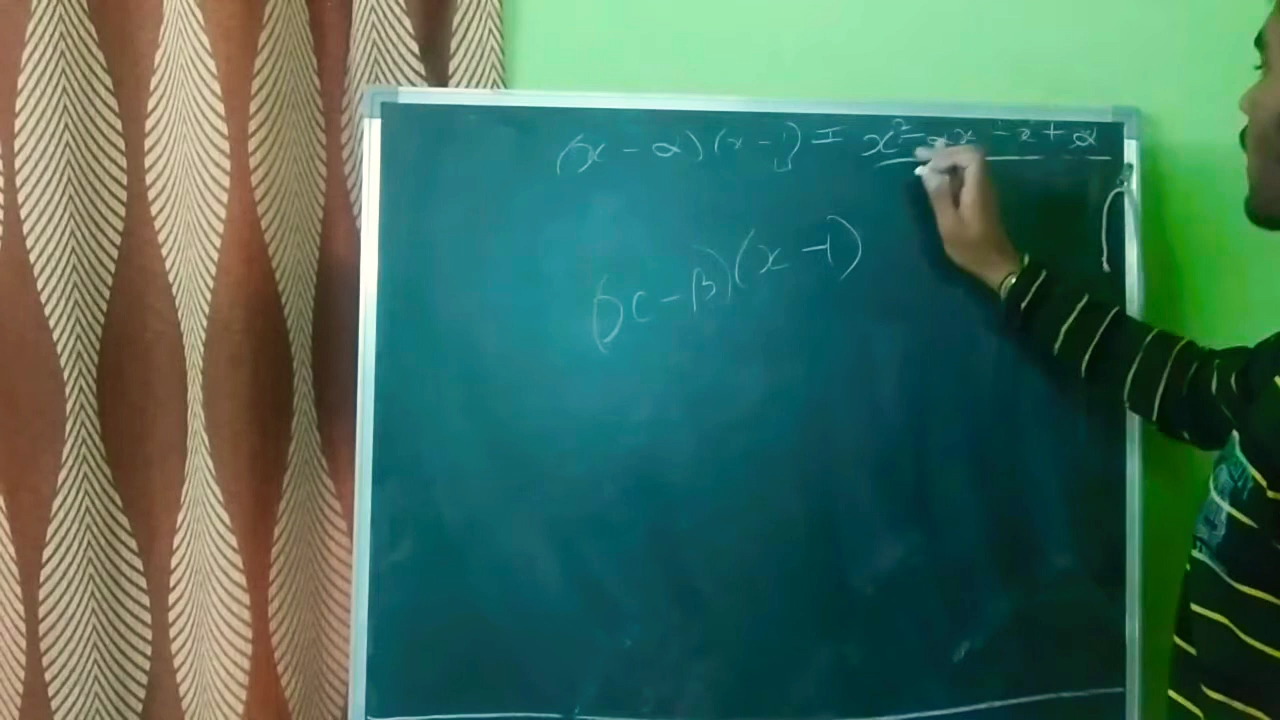 (x - α)(x - 1) = x² - αx - x + α
(x - β)(x - 1)